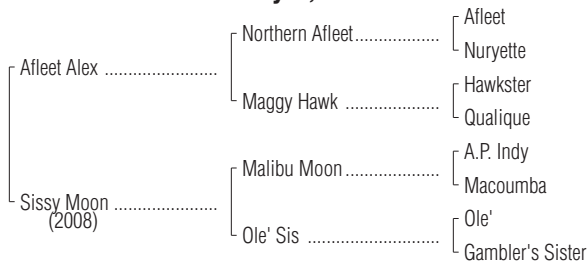 Afleet
Northern Afleet
Nuryette
Afleet Alex
Hawkster
Maggy Hawk
Qualique
A.P. Indy
Malibu Moon
Macoumba
Sissy Moon
(2008)
Ole'
Ole' Sis
Gambler's Sister